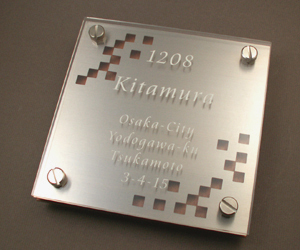 1208
Kitamura
Osaka-City
Yodogawa-ku
Tsukamoto
3-4-15